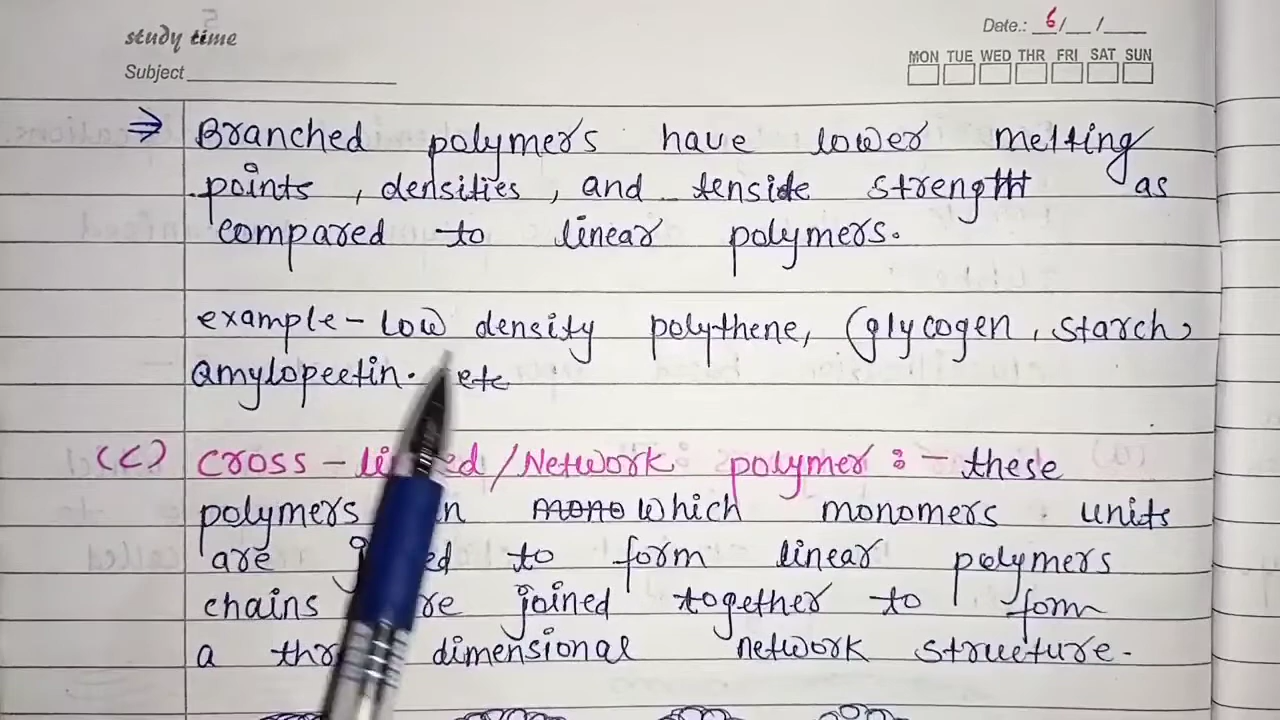 study time
Date.: 6/__/__
Subject
MON TUE WED THR FRI SAT SUN
⇒ Branched polymers have lower melting
points, densities, and tenside strength as
compared to linear polymers.
example - low density polythene, (glycogen, starch,
amylopectin. etc
(C) Cross - /Network polymer :- these
polymers which monomers units
are to form linear polymers
chains joined together to form
a dimensional network structure.